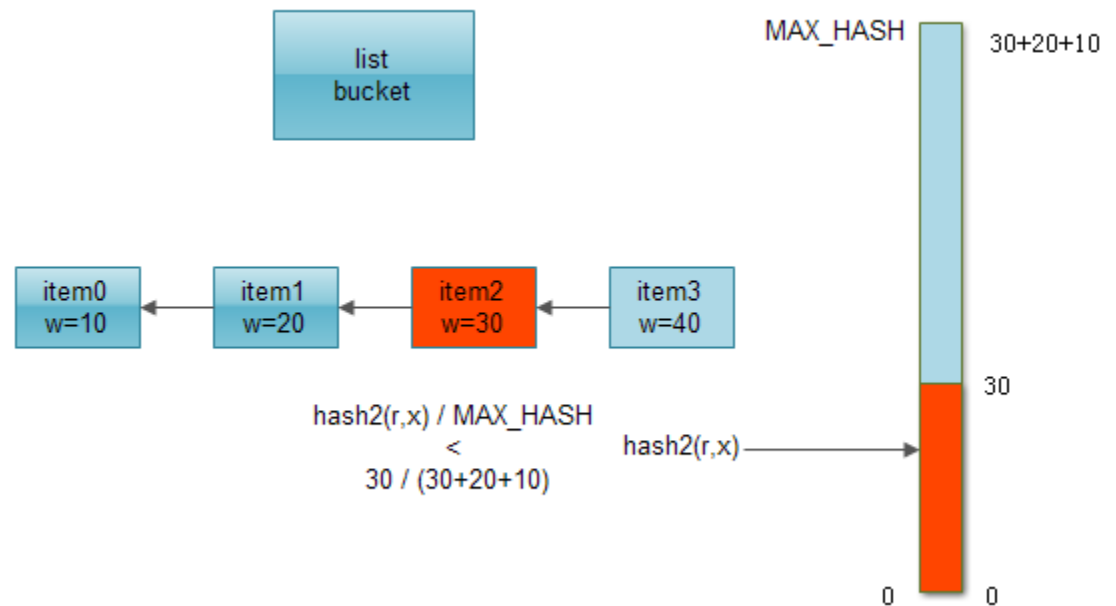 list
bucket
MAX_HASH
30+20+10
item0
w=10
item1
w=20
item2
w=30
item3
w=40
30
hash2(r,x) / MAX_HASH
<
30 / (30+20+10)
hash2(r,x)
0
0